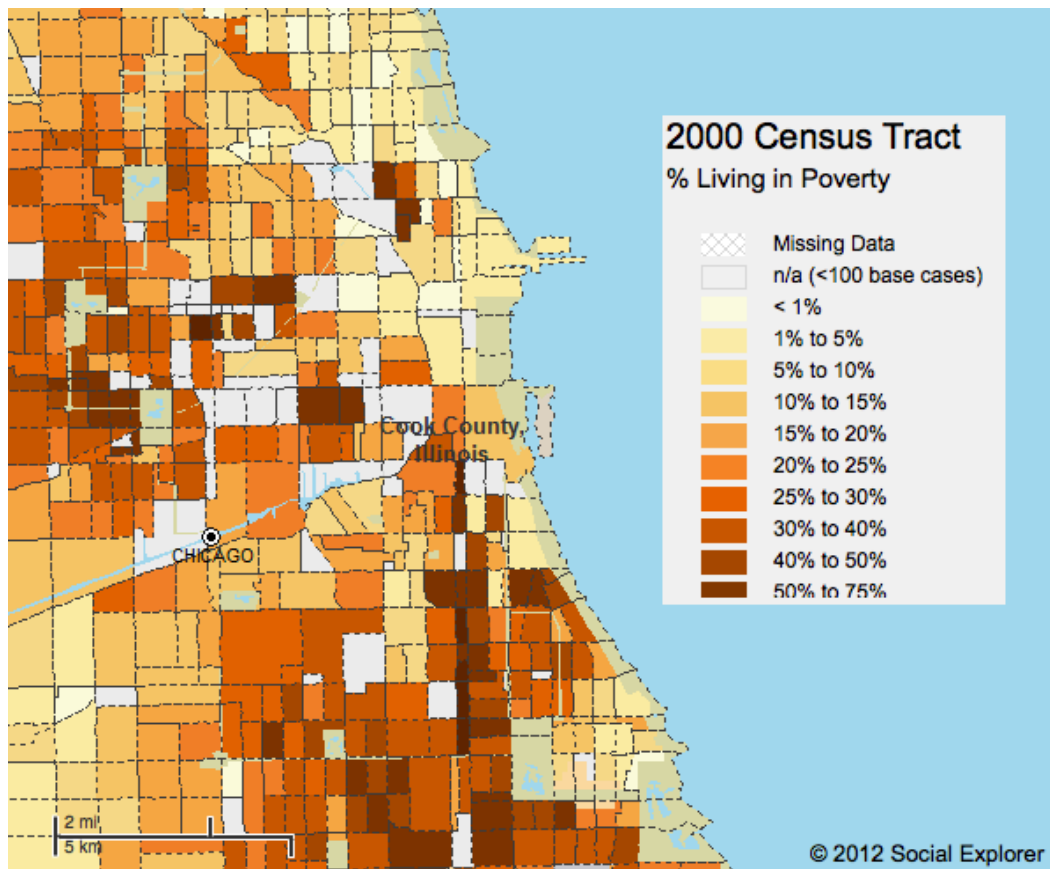 2000 Census Tract
% Living in Poverty
Missing Data
n/a (<100 base cases)
< 1%
1% to 5%
5% to 10%
10% to 15%
15% to 20%
20% to 25%
25% to 30%
30% to 40%
40% to 50%
50% to 75%
Cook County,
Illinois
CHICAGO
2 mi
5 km
© 2012 Social Explorer